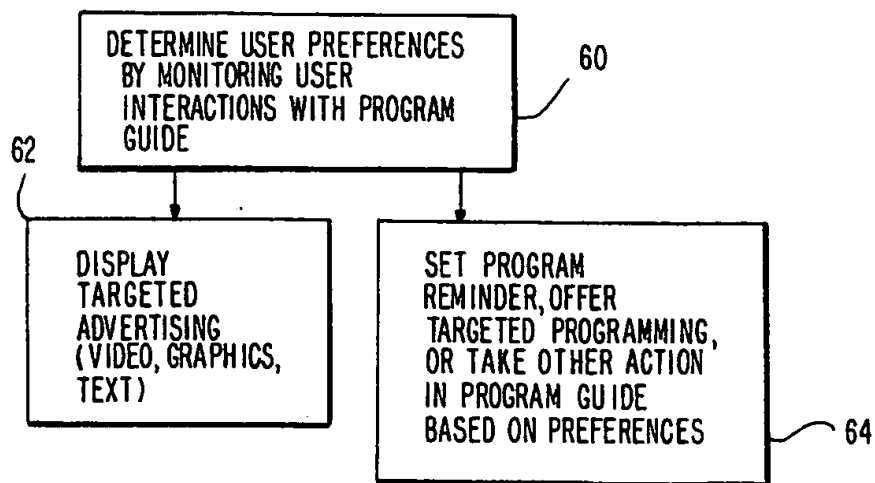 DETERMINE USER PREFERENCES
BY MONITORING USER
INTERACTIONS WITH PROGRAM
GUIDE
60
62
DISPLAY
TARGETED
ADVERTISING
(VIDEO, GRAPHICS,
TEXT)
SET PROGRAM
REMINDER, OFFER
TARGETED PROGRAMMING,
OR TAKE OTHER ACTION
IN PROGRAM GUIDE
BASED ON PREFERENCES
64